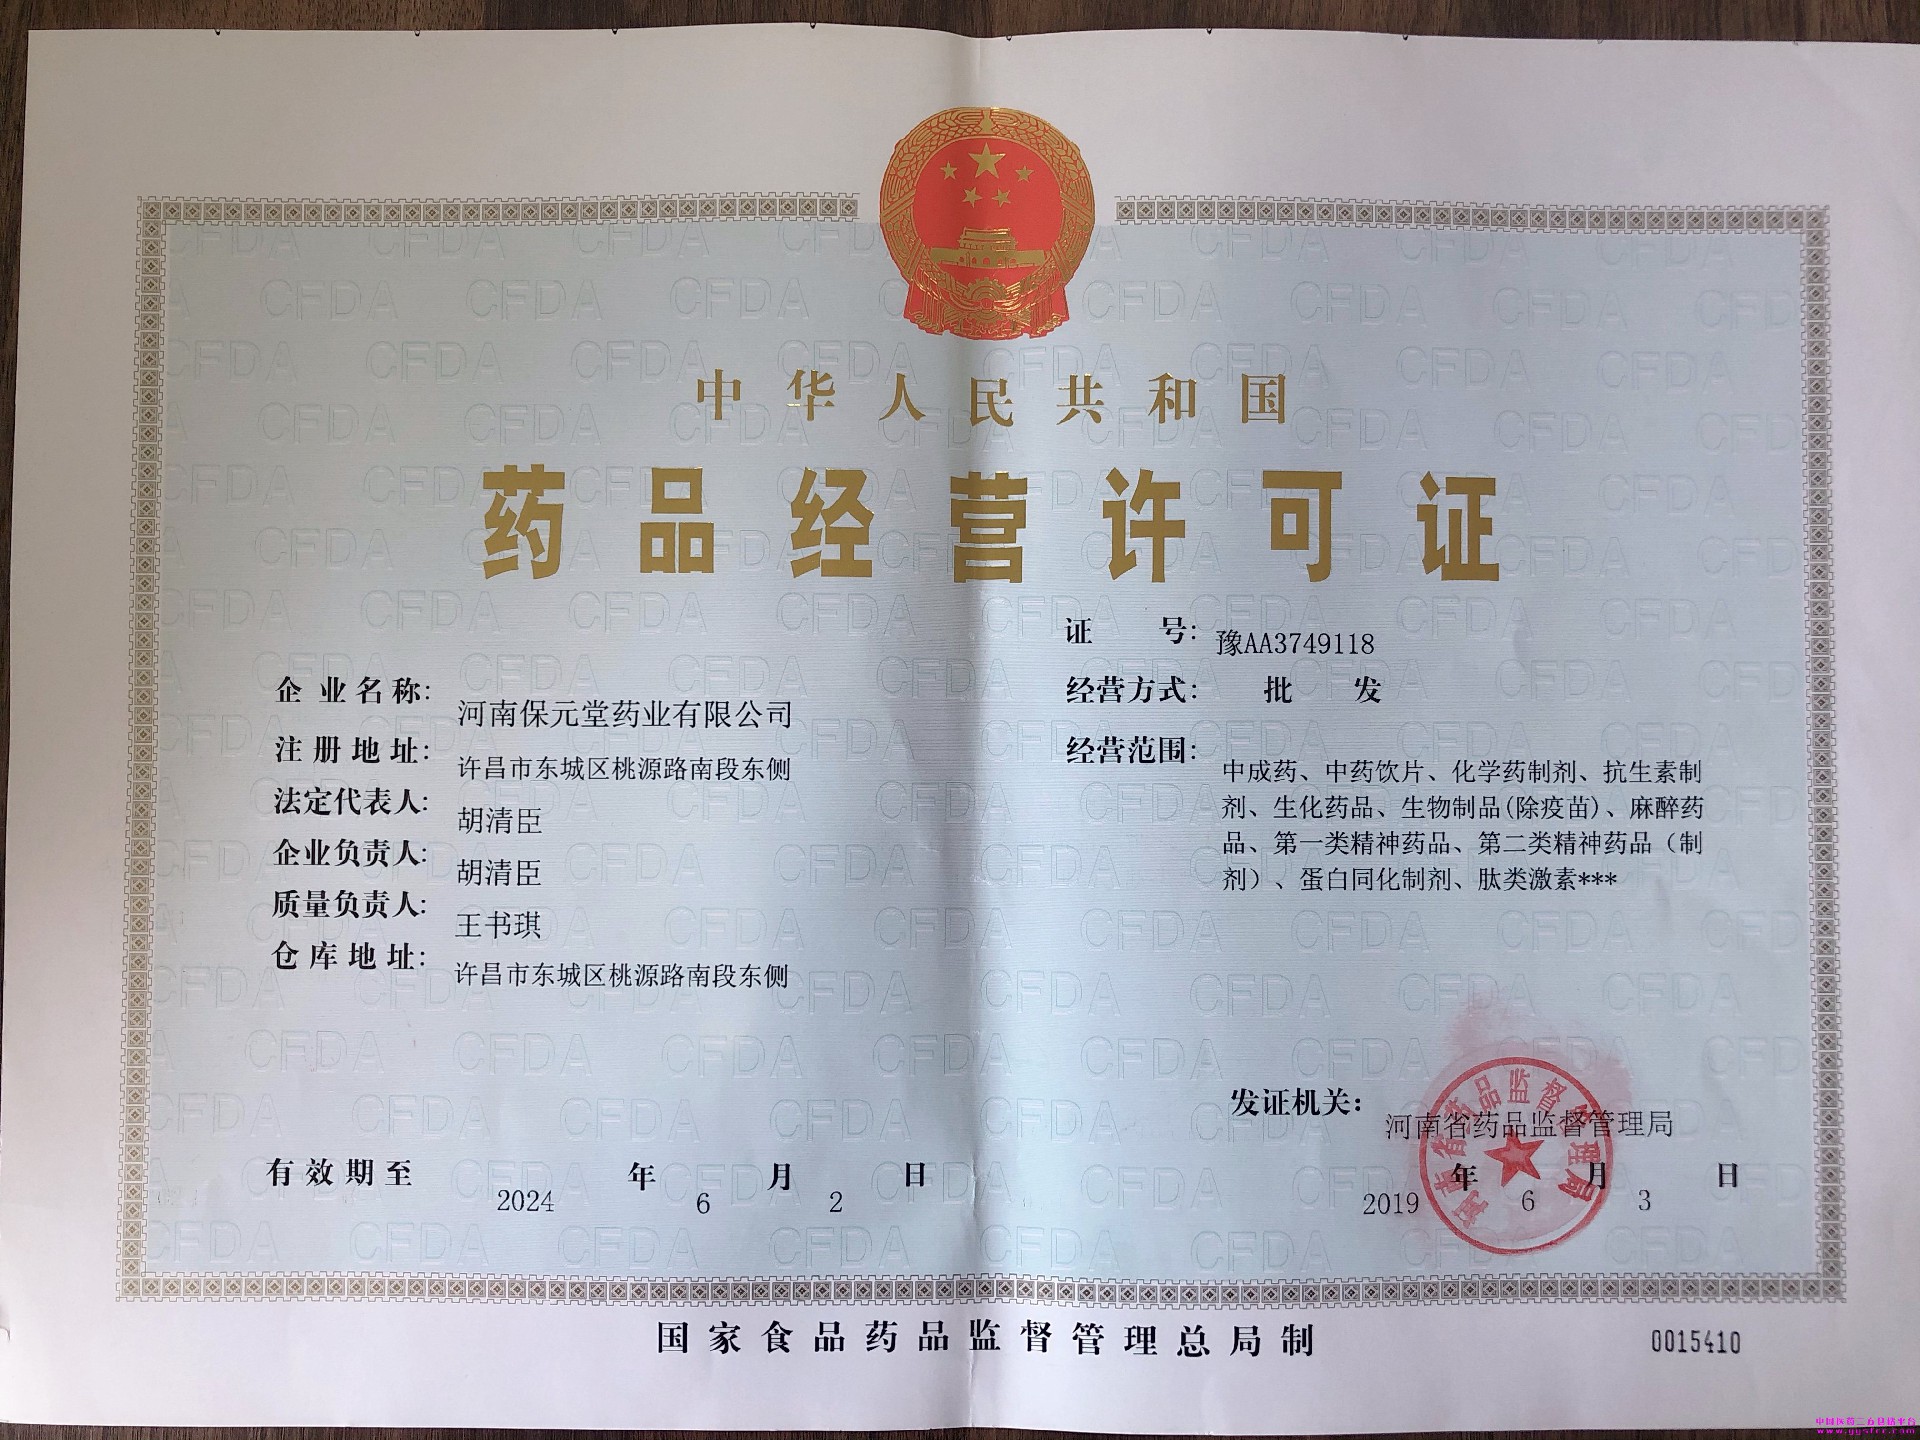 中华人民共和国
药品经营许可证
证 号: 豫AA3749118
企业名称: 河南保元堂药业有限公司
经营方式: 批 发
注册地址: 许昌市东城区桃源路南段东侧
经营范围: 中成药、中药饮片、化学药制剂、抗生素制
剂、生化药品、生物制品(除疫苗)、麻醉药
品、第一类精神药品、第二类精神药品（制
剂）、蛋白同化制剂、肽类激素***
法定代表人: 胡清臣
企业负责人: 胡清臣
质量负责人: 王书琪
仓库地址: 许昌市东城区桃源路南段东侧
发证机关: 河南省药品监督管理局
河南省药品监督管理局
有效期至 2024 年 6 月 2 日
2019 年 6 月 3 日
国家食品药品监督管理总局制
0015410
CFDA